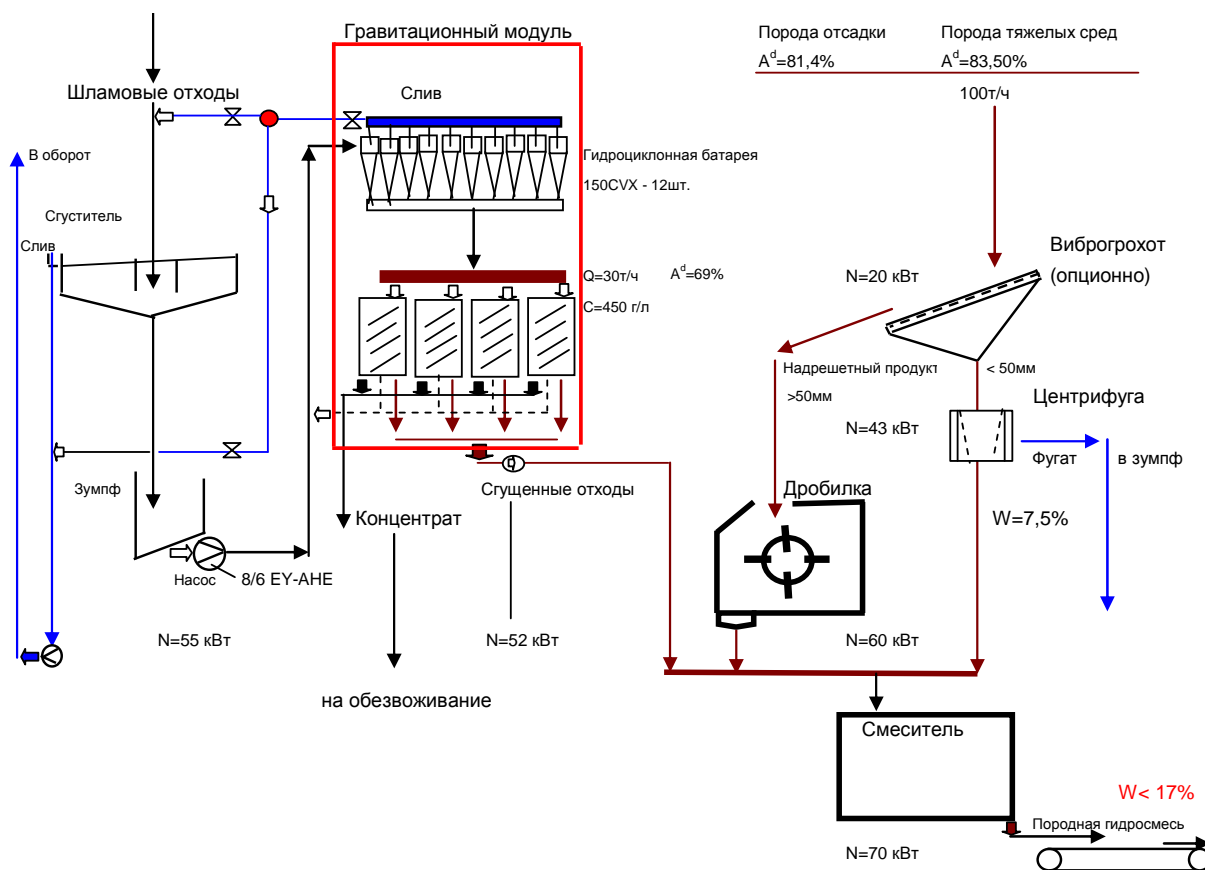 Гравитационный модуль
Порода отсадки
Порода тяжелых сред
A^d=81,4%
A^d=83,50%
100т/ч
Шламовые отходы
Слив
В оборот
Гидроциклонная батарея
150CVX - 12шт.
Сгуститель
Слив
Виброгрохот
(опционно)
Q=30т/ч
A^d=69%
N=20 кВт
C=450 г/л
Надрешетный продукт
>50мм
< 50мм
Центрифуга
N=43 кВт
Фугат
в зумпф
Зумпф
Сгущенные отходы
Дробилка
Концентрат
W=7,5%
Насос
8/6 EY-AHE
N=55 кВт
N=52 кВт
N=60 кВт
на обезвоживание
Смеситель
W< 17%
Породная гидросмесь
N=70 кВт